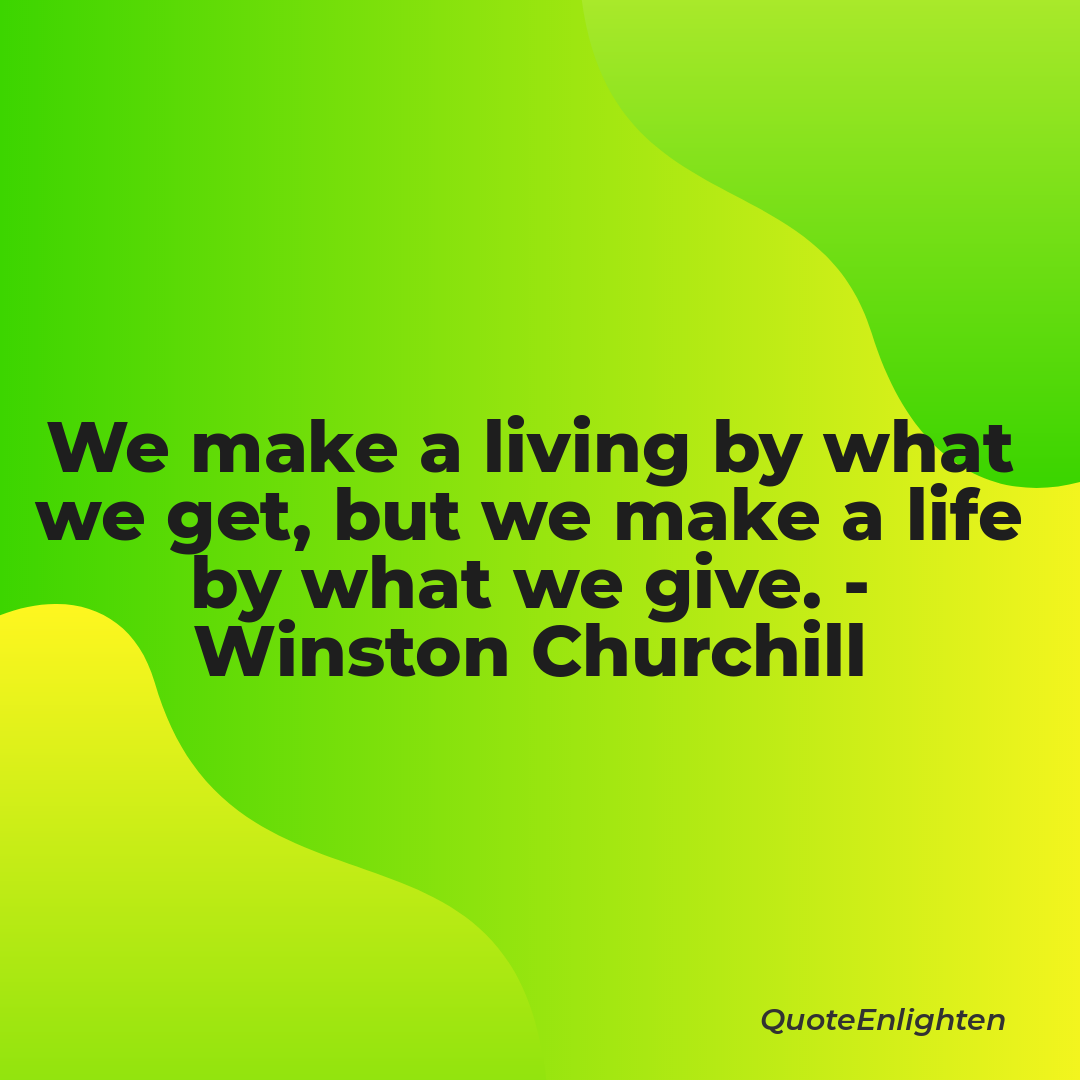 We make a living by what
we get, but we make a life
by what we give. -
Winston Churchill
QuoteEnlighten